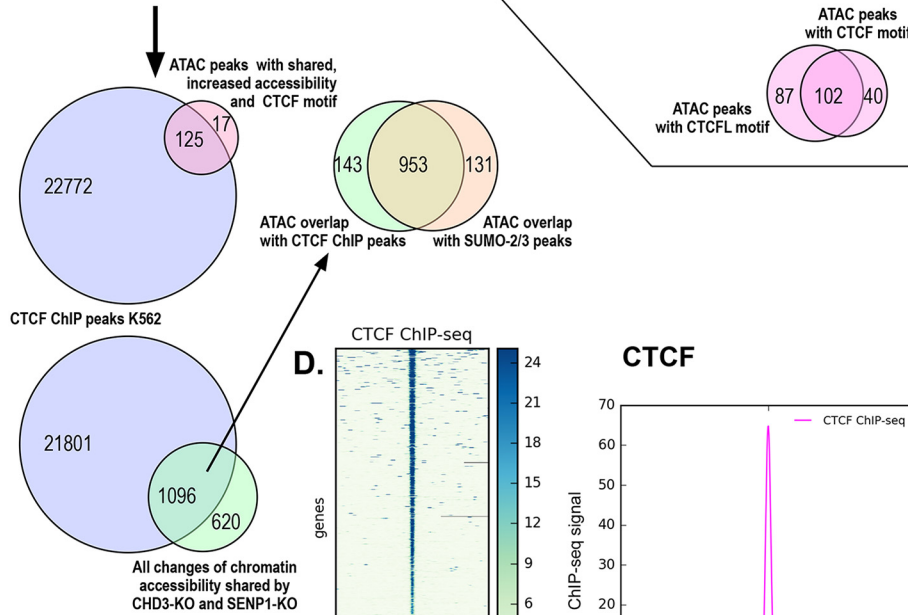 ATAC peaks
with CTCF motif
87
102
40
ATAC peaks
with CTCFL motif
ATAC peaks with shared,
increased accessibility
and CTCF motif
17
125
22772
CTCF ChIP peaks K562
143
953
131
ATAC overlap
with CTCF ChIP peaks
ATAC overlap
with SUMO-2/3 peaks
21801
1096
620
All changes of chromatin
accessibility shared by
CHD3-KO and SENP1-KO
D.
CTCF ChIP-seq
genes
24
21
18
15
12
9
6
CTCF
CTCF ChIP-seq
ChIP-seq signal
70
60
50
40
30
20